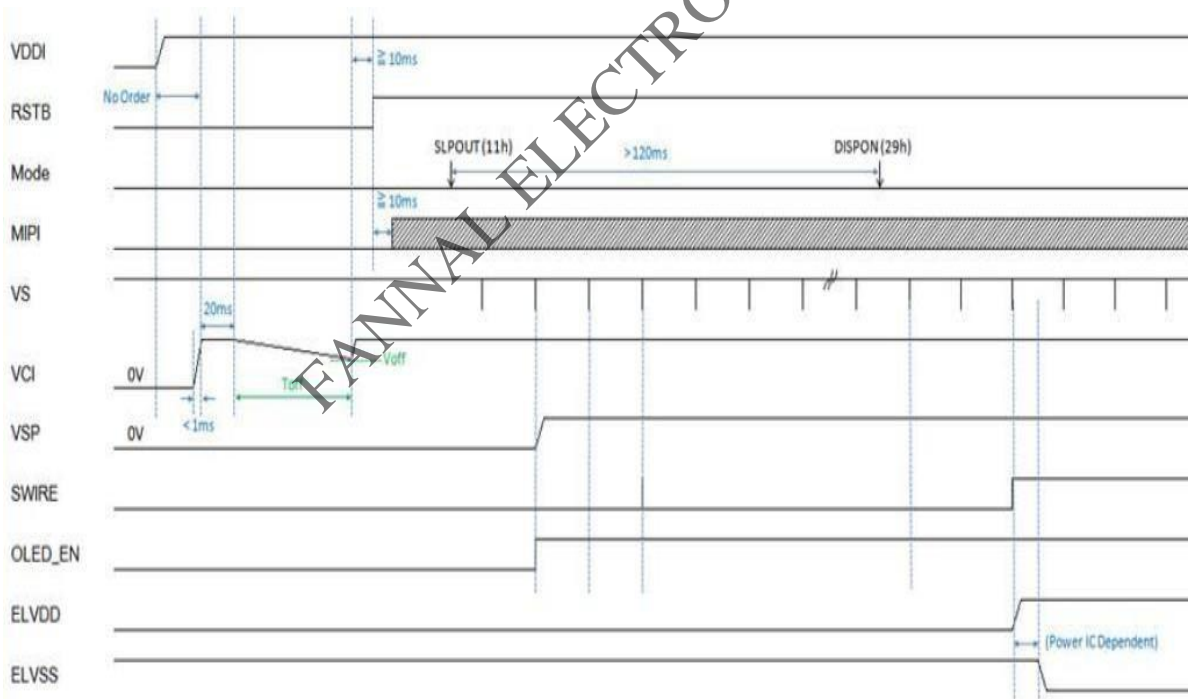 VDDI
≧ 10ms
No Order
RSTB
SLPOUT (11h)
>120ms
DISPON (29h)
Mode
≧ 10ms
MIPI
VS
20ms
Voff
VCI
0V
<1ms
VSP
0V
SWIRE
OLED_EN
ELVDD
(Power IC Dependent)
ELVSS
FANNAL ELECTRO